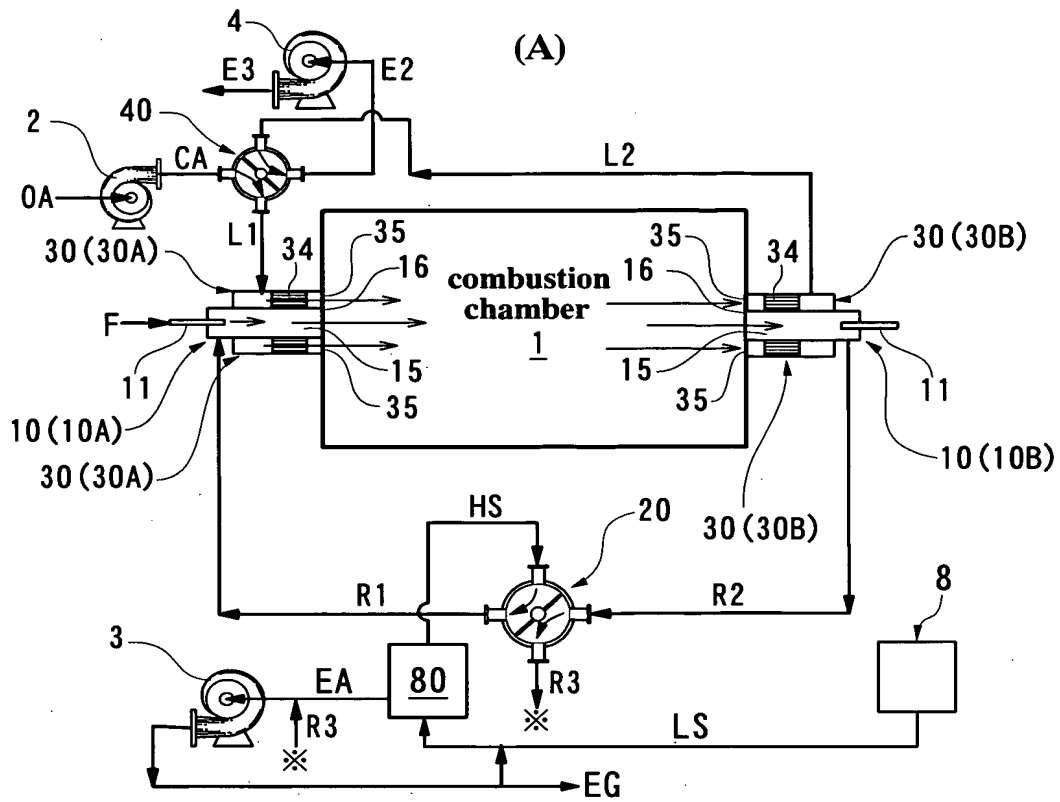 (A)
4
E3
E2
40
2
CA
L2
OA
L1
30(30A)
34
35
16
35
16
34
30(30B)
combustion
chamber
1
F
11
15
35
15
35
11
10(10A)
30(30A)
10(10B)
30(30B)
HS
20
R1
R2
8
3
EA
80
R3
R3
※
※
LS
EG